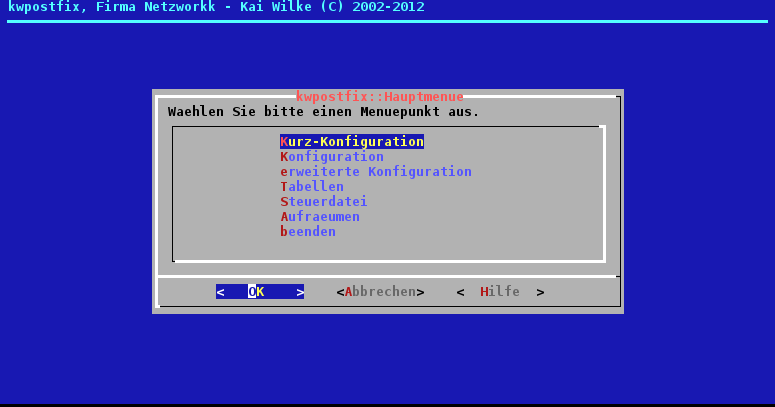 kwpostfix, Firma Netzworkk - Kai Wilke (C) 2002-2012
kwpostfix::Hauptmenue
Waehlen Sie bitte einen Menuepunkt aus.
Kurz-Konfiguration
Konfiguration
erweiterte Konfiguration
Tabellen
Steuerdatei
Aufraeumen
beenden
< OK > <Abbrechen> < Hilfe >